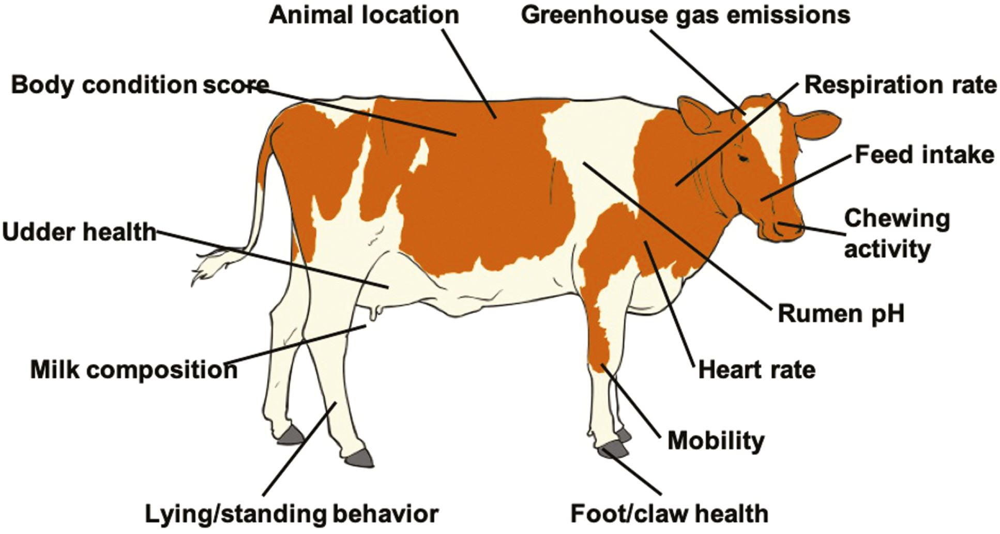 Animal location
Greenhouse gas emissions
Body condition score
Respiration rate
Feed intake
Chewing
activity
Udder health
Rumen pH
Milk composition
Heart rate
Mobility
Lying/standing behavior
Foot/claw health